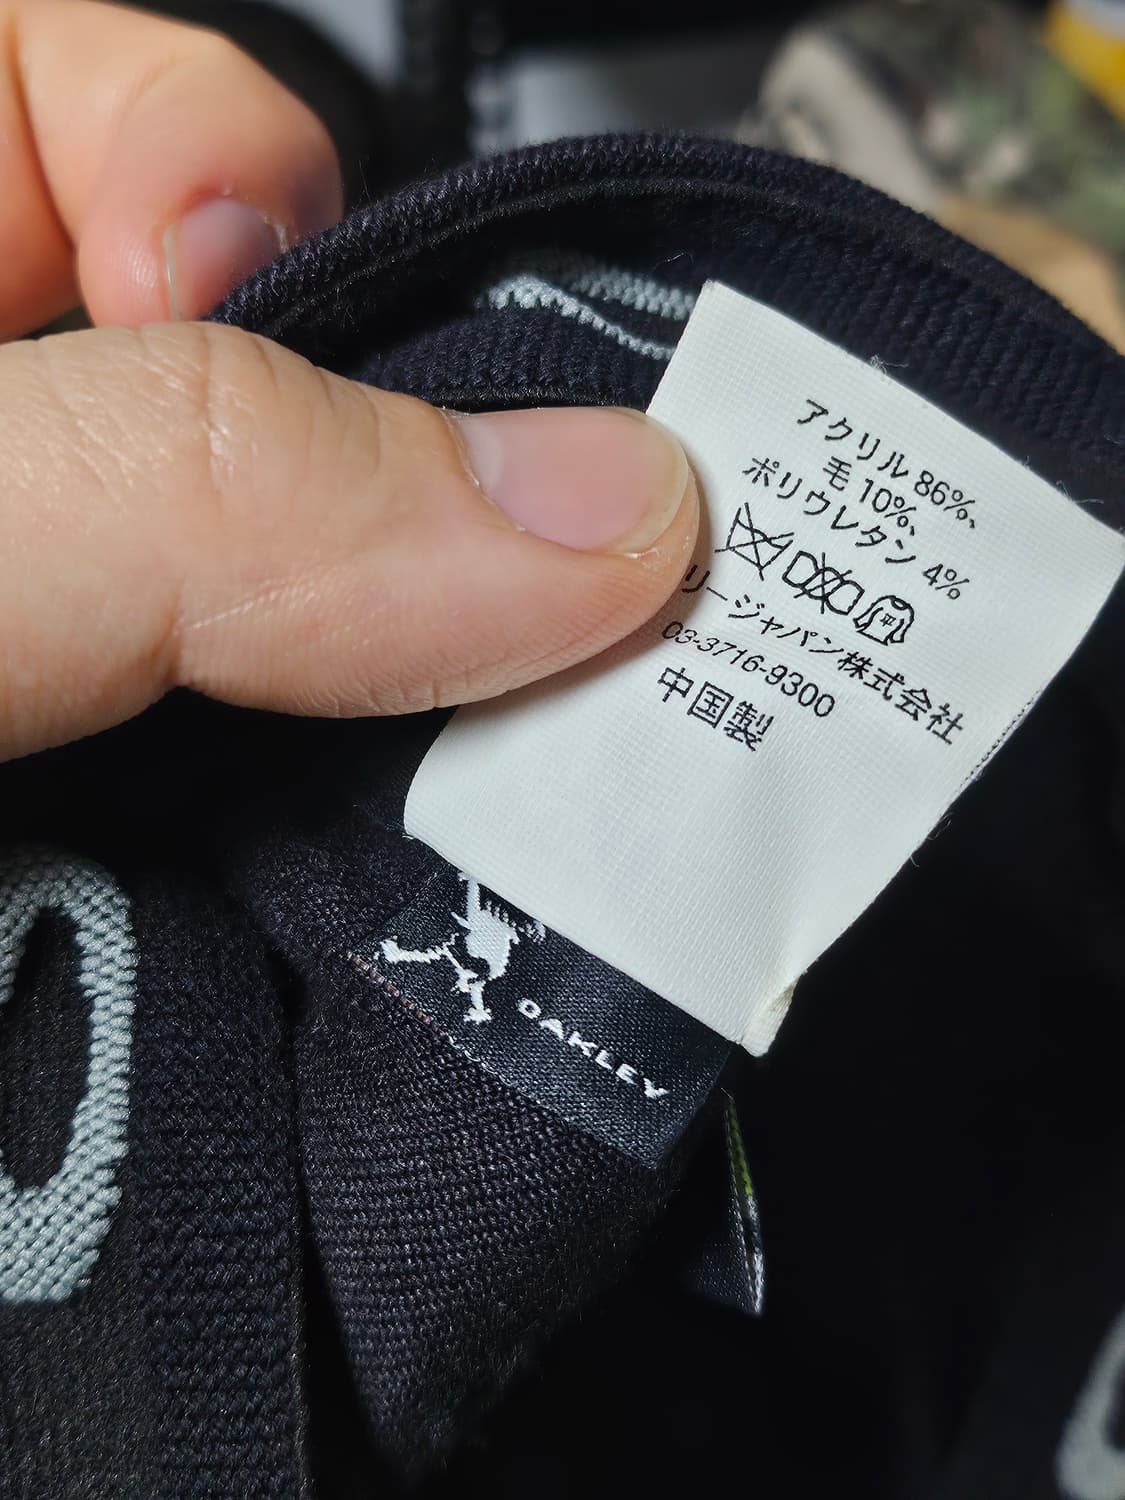 アクリル 86%、
毛 10%、
ポリウレタン 4%
リージャパン株式会社
03-3716-9300
中国製
OAKLEY